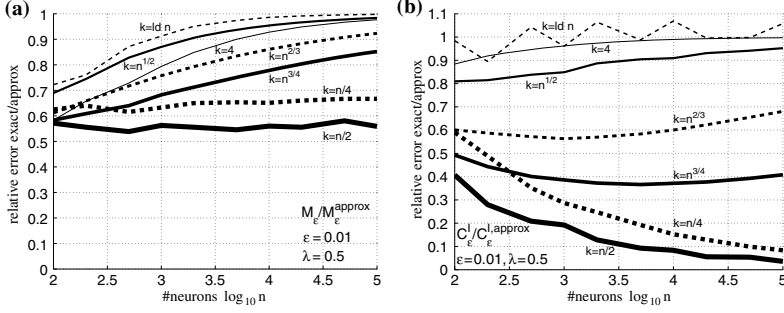 (a)
relative error exact/approx
1
0.9
0.8
0.7
0.6
0.5
0.4
0.3
0.2
0.1
0
k=ld n
k=n^{1/2}
k=4
k=n^{2/3}
k=n^{3/4}
k=n/4
k=n/2
M_ε/M_ε^{approx}
ε = 0.01
λ = 0.5
2 2.5 3 3.5 4 4.5 5
#neurons log_{10} n
(b)
relative error exact/approx
1.1
1
0.9
0.8
0.7
0.6
0.5
0.4
0.3
0.2
0.1
0
k=ld n
k=4
k=n^{1/2}
k=n^{2/3}
k=n^{3/4}
k=n/4
k=n/2
C_ε^I/C_ε^{I,approx}
ε=0.01, λ=0.5
2 2.5 3 3.5 4 4.5 5
#neurons log_{10} n